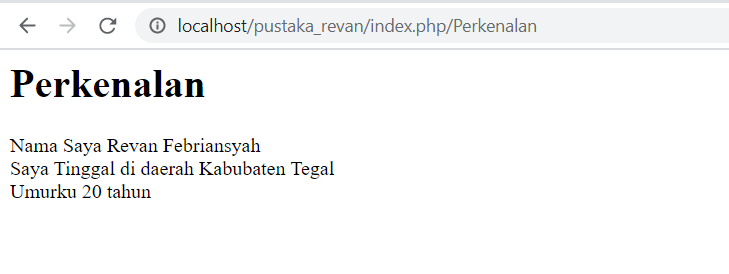 localhost/pustaka_revan/index.php/Perkenalan
Perkenalan
Nama Saya Revan Febriansyah
Saya Tinggal di daerah Kabubaten Tegal
Umurku 20 tahun